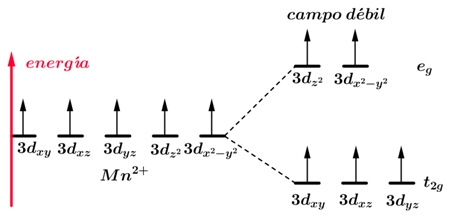 campo débil
energía
3d_{z^2} 3d_{x^2-y^2} e_g
3d_{xy} 3d_{xz} 3d_{yz} 3d_{z^2} 3d_{x^2-y^2}
Mn^{2+}
t_{2g}
3d_{xy} 3d_{xz} 3d_{yz}